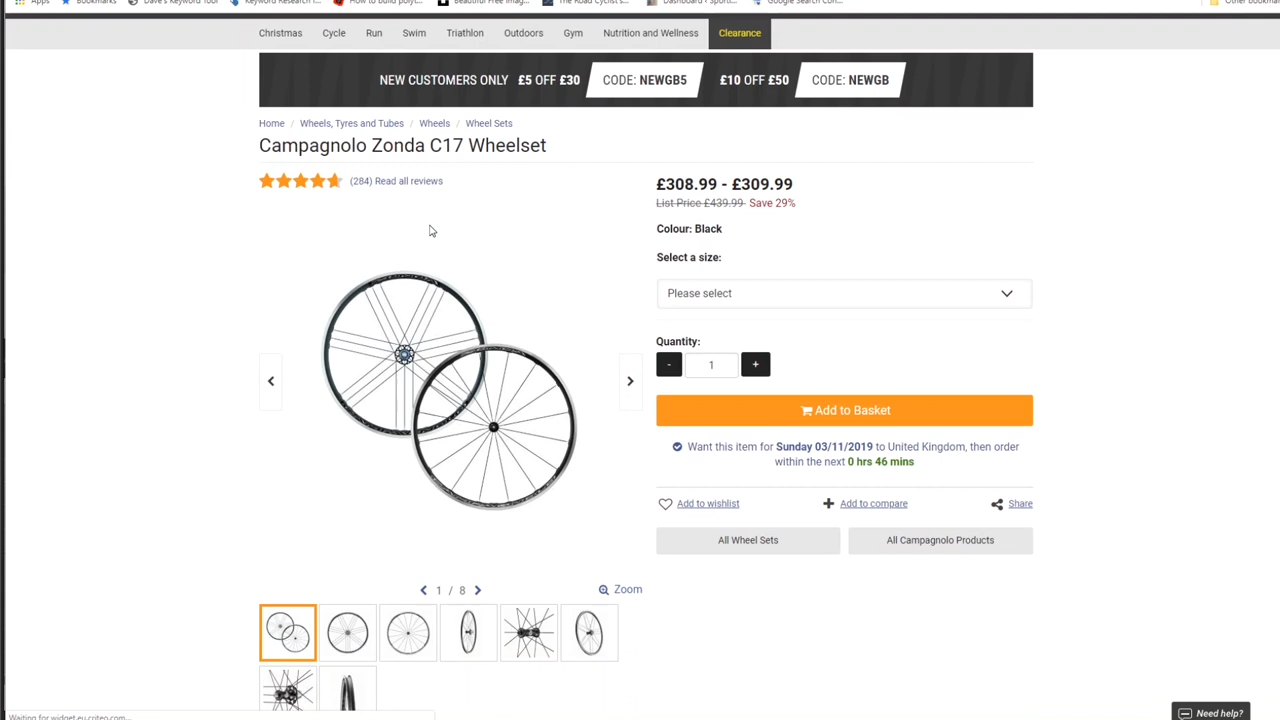 Apps Bookmarks Dave's Keyword Tool Keyword Research How to build Beautiful Free Imag... The Road Cyclist's... Dashboard Google Search Con...
Christmas Cycle Run Swim Triathlon Outdoors Gym Nutrition and Wellness Clearance
NEW CUSTOMERS ONLY £5 OFF £30 CODE: NEWGB5 £10 OFF £50 CODE: NEWGB
Home / Wheels, Tyres and Tubes / Wheels / Wheel Sets
Campagnolo Zonda C17 Wheelset
(284) Read all reviews
£308.99 - £309.99
List Price £439.99 Save 29%
Colour: Black
Select a size:
Please select
Quantity:
- 1 +
Add to Basket
Want this item for Sunday 03/11/2019 to United Kingdom, then order
within the next 0 hrs 46 mins
Add to wishlist Add to compare Share
All Wheel Sets All Campagnolo Products
1 / 8 Zoom
Waiting for widget.eu.criteo.com...
Need help?